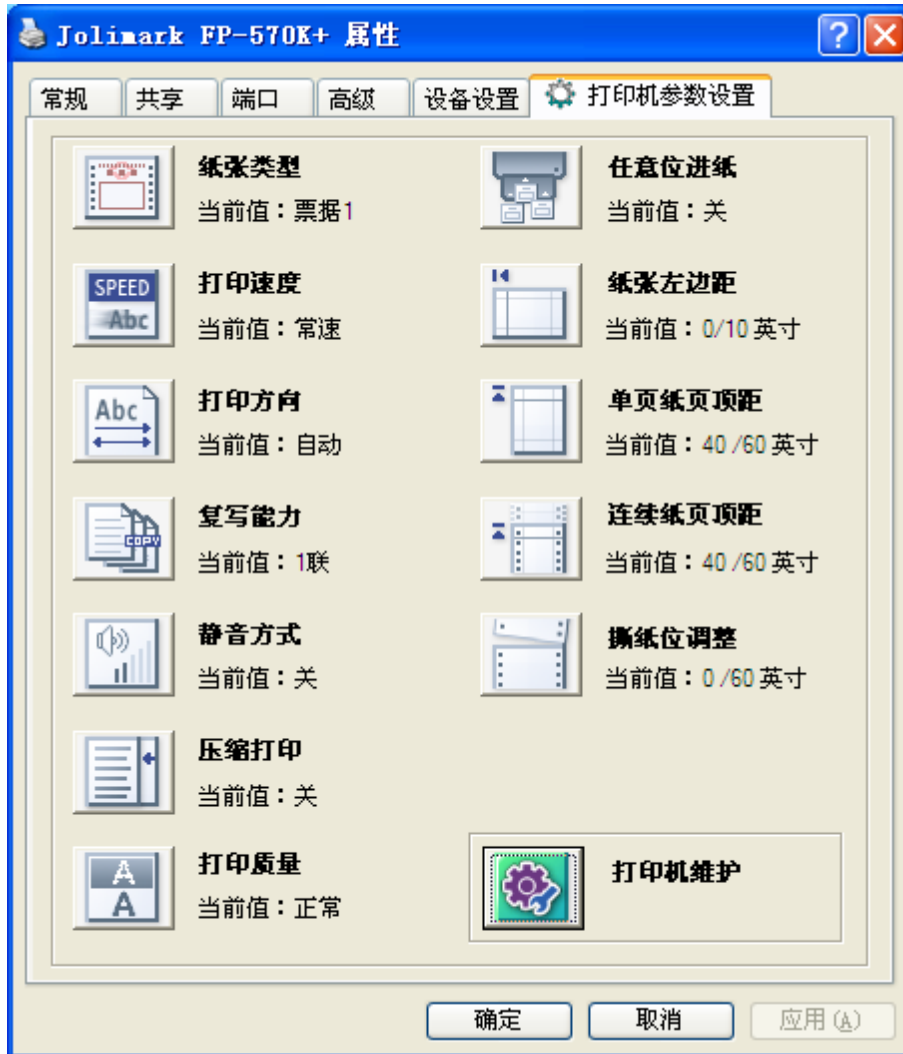 Jolimark FP-570K+ 属性
常规 共享 端口 高级 设备设置 打印机参数设置
纸张类型
当前值：票据1
任意位进纸
当前值：关
SPEED
Abc
打印速度
当前值：常速
纸张左边距
当前值：0/10 英寸
Abc
打印方向
当前值：自动
单页纸页顶距
当前值：40 /60 英寸
COPY
复写能力
当前值：1联
连续纸页顶距
当前值：40 /60 英寸
静音方式
当前值：关
撕纸位调整
当前值：0 /60 英寸
压缩打印
当前值：关
A
A
打印质量
当前值：正常
打印机维护
确定 取消 应用(A)